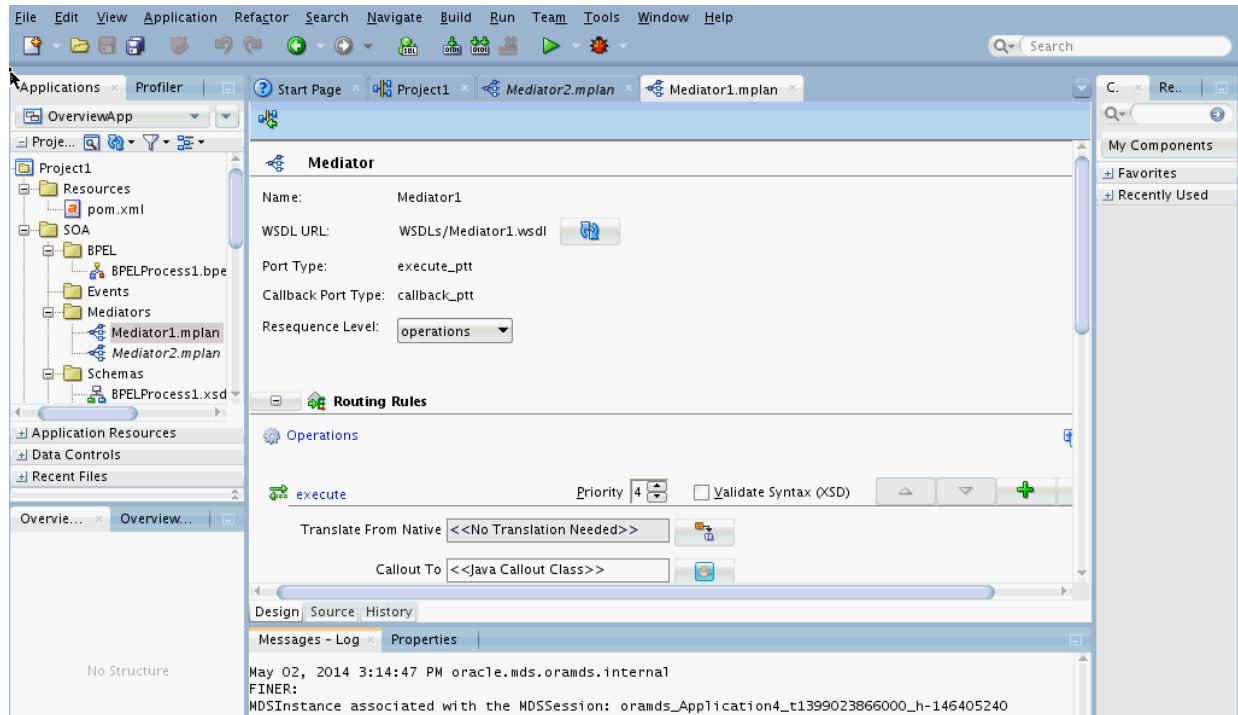 File Edit View Application Refactor Search Navigate Build Run Team Tools Window Help
SQL
Search
Applications Profiler
OverviewApp
Proje...
Project1
Resources
pom.xml
SOA
BPEL
BPELProcess1.bpe
Events
Mediators
Mediator1.mplan
Mediator2.mplan
Schemas
BPELProcess1.xsd
Application Resources
Data Controls
Recent Files
Overvie... Overview...
No Structure
Start Page Project1 Mediator2.mplan Mediator1.mplan
Mediator
Name: Mediator1
WSDL URL: WSDLs/Mediator1.wsdl
Port Type: execute_ptt
Callback Port Type: callback_ptt
Resequence Level: operations
Routing Rules
Operations
execute Priority 4 Validate Syntax (XSD)
Translate From Native <<No Translation Needed>>
Callout To <<Java Callout Class>>
Design Source History
Messages - Log Properties
May 02, 2014 3:14:47 PM oracle.mds.oramds.internal
FINER:
MDSInstance associated with the MDSSession: oramds_Application4_t1399023866000_h-146405240
C. Re..
My Components
Favorites
Recently Used